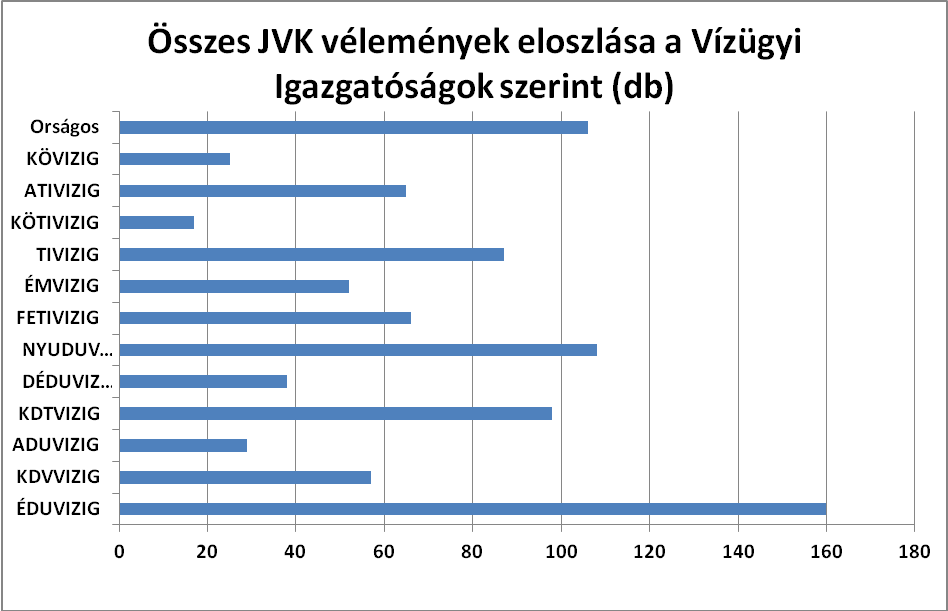 Összes JVK vélemények eloszlása a Vízügyi
Igazgatóságok szerint (db)
Orságos
KÖVIZIG
ATIVIZIG
KÖTIVIZIG
TIVIZIG
ÉMVIZIG
FETIVIZIG
NYUDUV...
DÉDUVIZ...
KDTVIZIG
ADUVIZIG
KDVVIZIG
ÉDUVIZIG
0 20 40 60 80 100 120 140 160 180